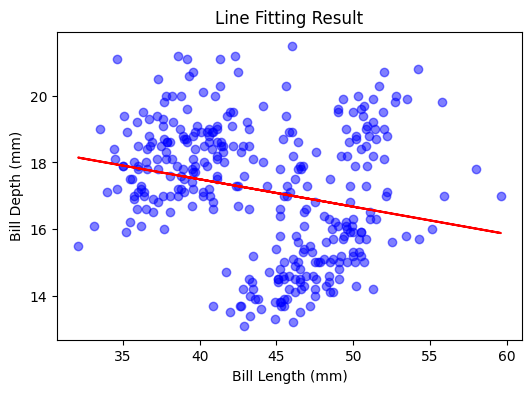 Line Fitting Result
Bill Depth (mm)
20
18
16
14
35 40 45 50 55 60
Bill Length (mm)